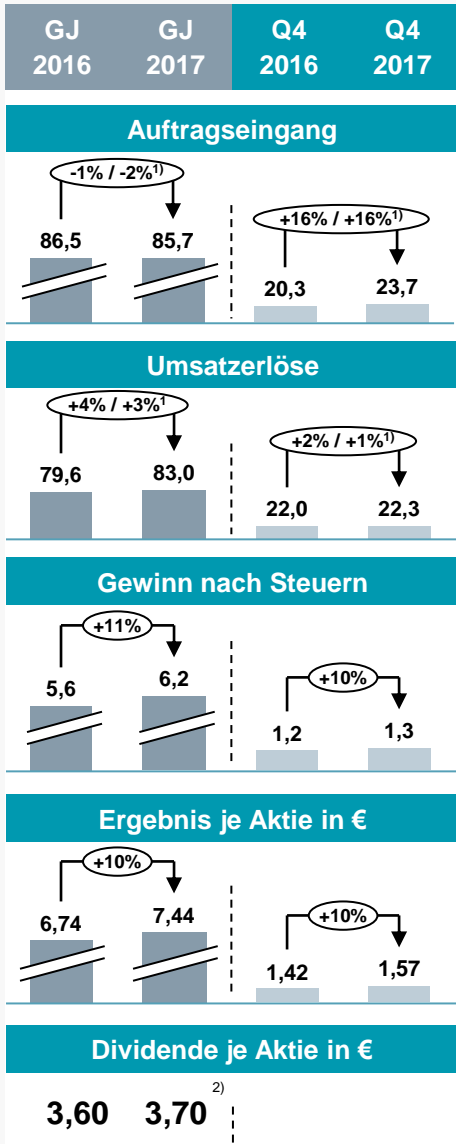 GJ GJ Q4 Q4
2016 2017 2016 2017
Auftragseingang
-1% / -2%1)
+16% / +16%1)
86,5 85,7
20,3 23,7
Umsatzerlöse
+4% / +3%1
+2% / +1%1)
79,6 83,0
22,0 22,3
Gewinn nach Steuern
+11%
+10%
5,6 6,2
1,2 1,3
Ergebnis je Aktie in €
+10%
+10%
6,74 7,44
1,42 1,57
Dividende je Aktie in €
3,60 3,70 2)